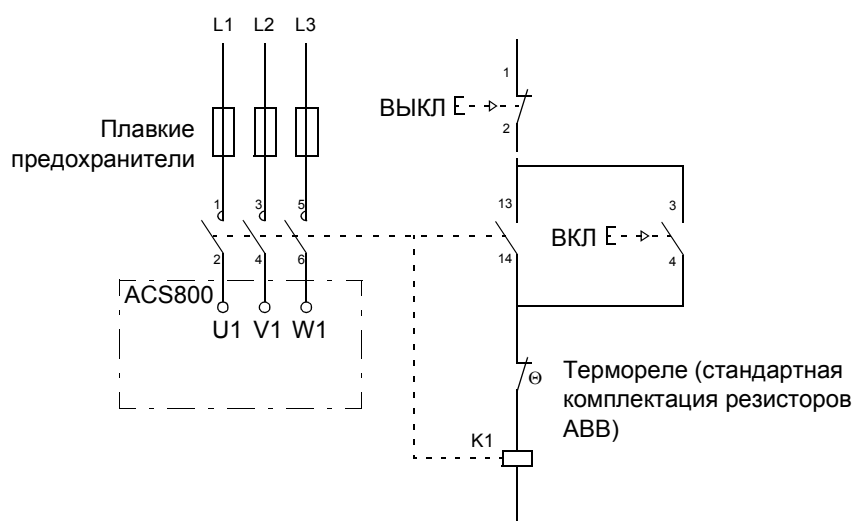 L1 L2 L3
1
ВЫКЛ
2
Плавкие
предохранители
1 3 5
13
3
ВКЛ
2 4 6
14
4
ACS800
U1 V1 W1
Θ
Термореле (стандартная
комплектация резисторов
ABB)
K1